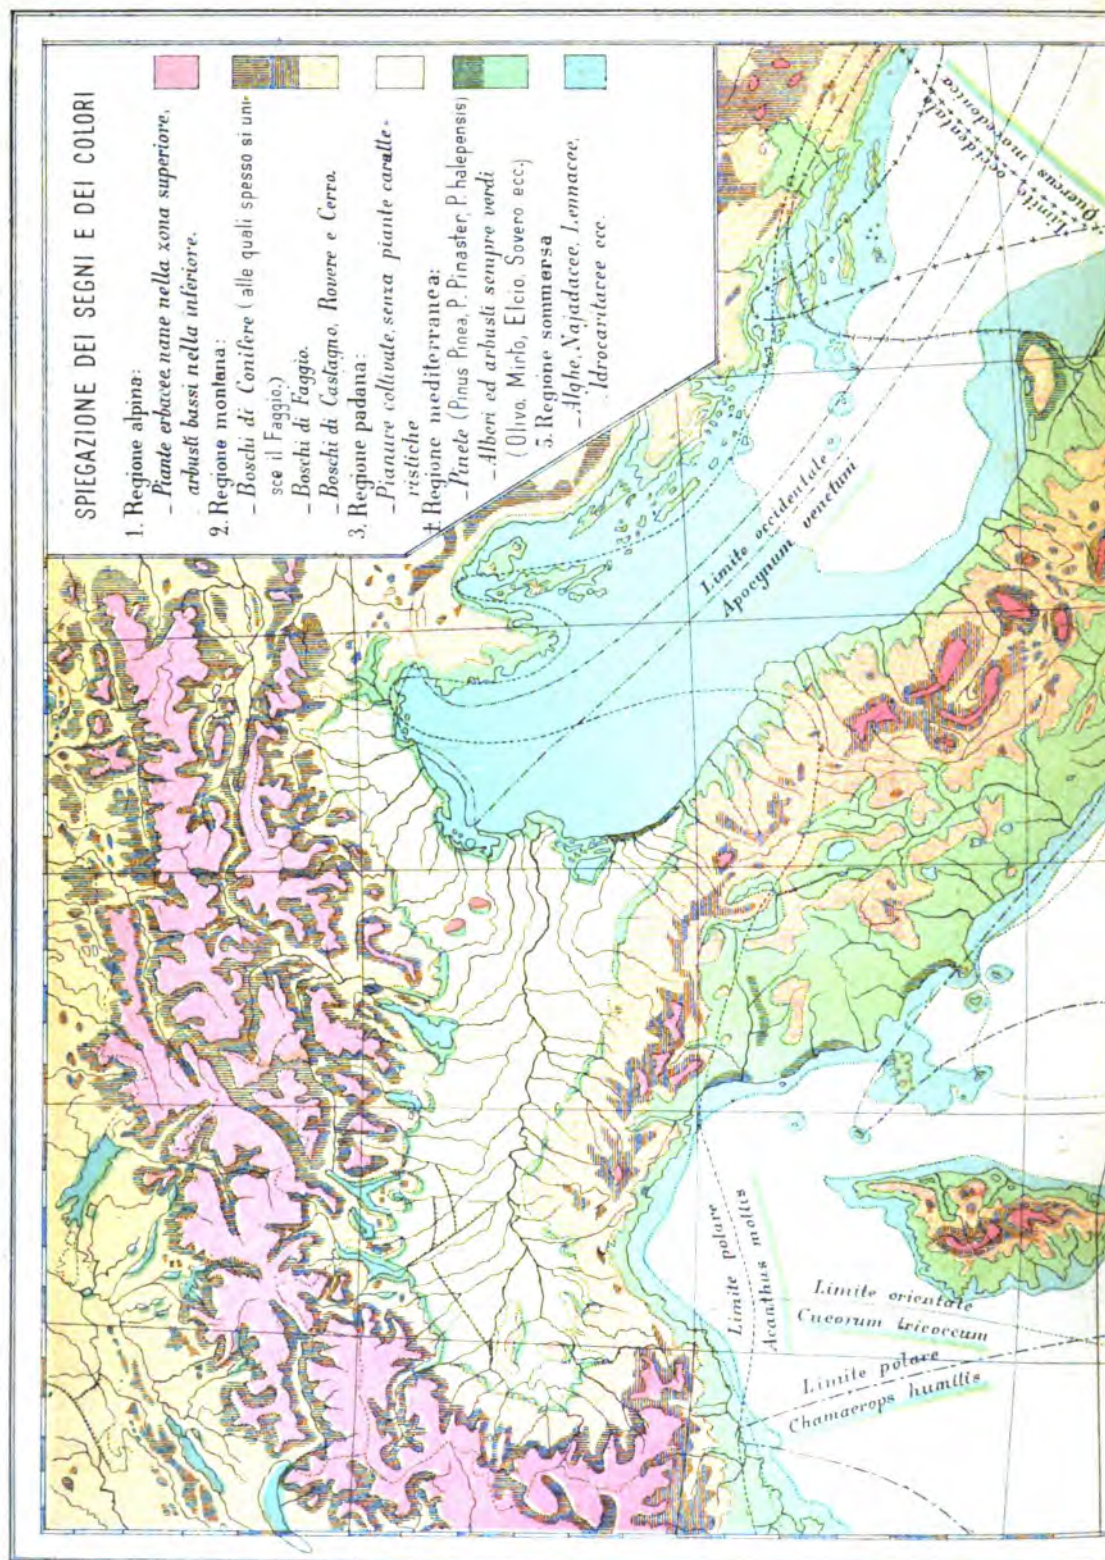 SPIEGAZIONE DEI SEGNI E DEI COLORI
1. Regione alpina:
- Piante erbacee nane nella zona superiore,
arbusti bassi nella inferiore.
2. Regione montana:
- Boschi di Conifere (alle quali spesso si uni-
sce il Faggio.)
- Boschi di Faggio.
- Boschi di Castagno, Rovere e Cerro.
3. Regione padana:
- Pianure coltivate, senza piante caratte-
ristiche
4 Regione mediterranea:
- Pinete (Pinus Pinea, P. Pinaster, P. halepensis)
- Alberi ed arbusti sempre verdi
(Olivo, Mirto, Elcio, Sovero ecc.)
5. Regione sommersa
- Alghe, Najadacee, Lemnacee,
Idrocaritacee ecc.
Limite occidentale
Quercus macedonica
Limite occidentale
Apocynum venetum
Limite polare
Acanthus mollis
Limite orientale
Cneorum tricoccum
Limite polare
Chamaerops humilis